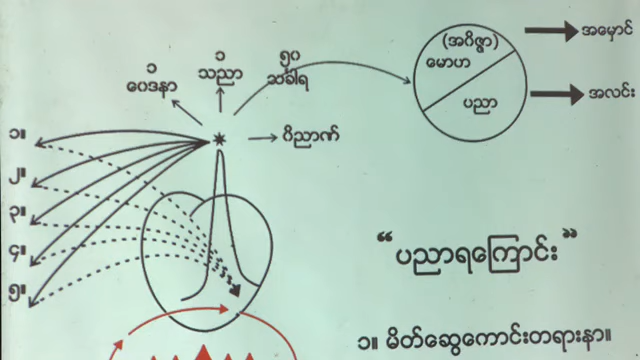 (အဝိဇ္ဇာ)
မောဟ
ပညာ
အမှောင်
အလင်း
၁
ဝေဒနာ
၁
သညာ
၅၀
သင်္ခါရ
ဝိညာဏ်
၁။
၂။
၃။
၄။
၅။
“ပညာရကြောင်း”
၁။ မိတ်ဆွေကောင်းတရားနာ။